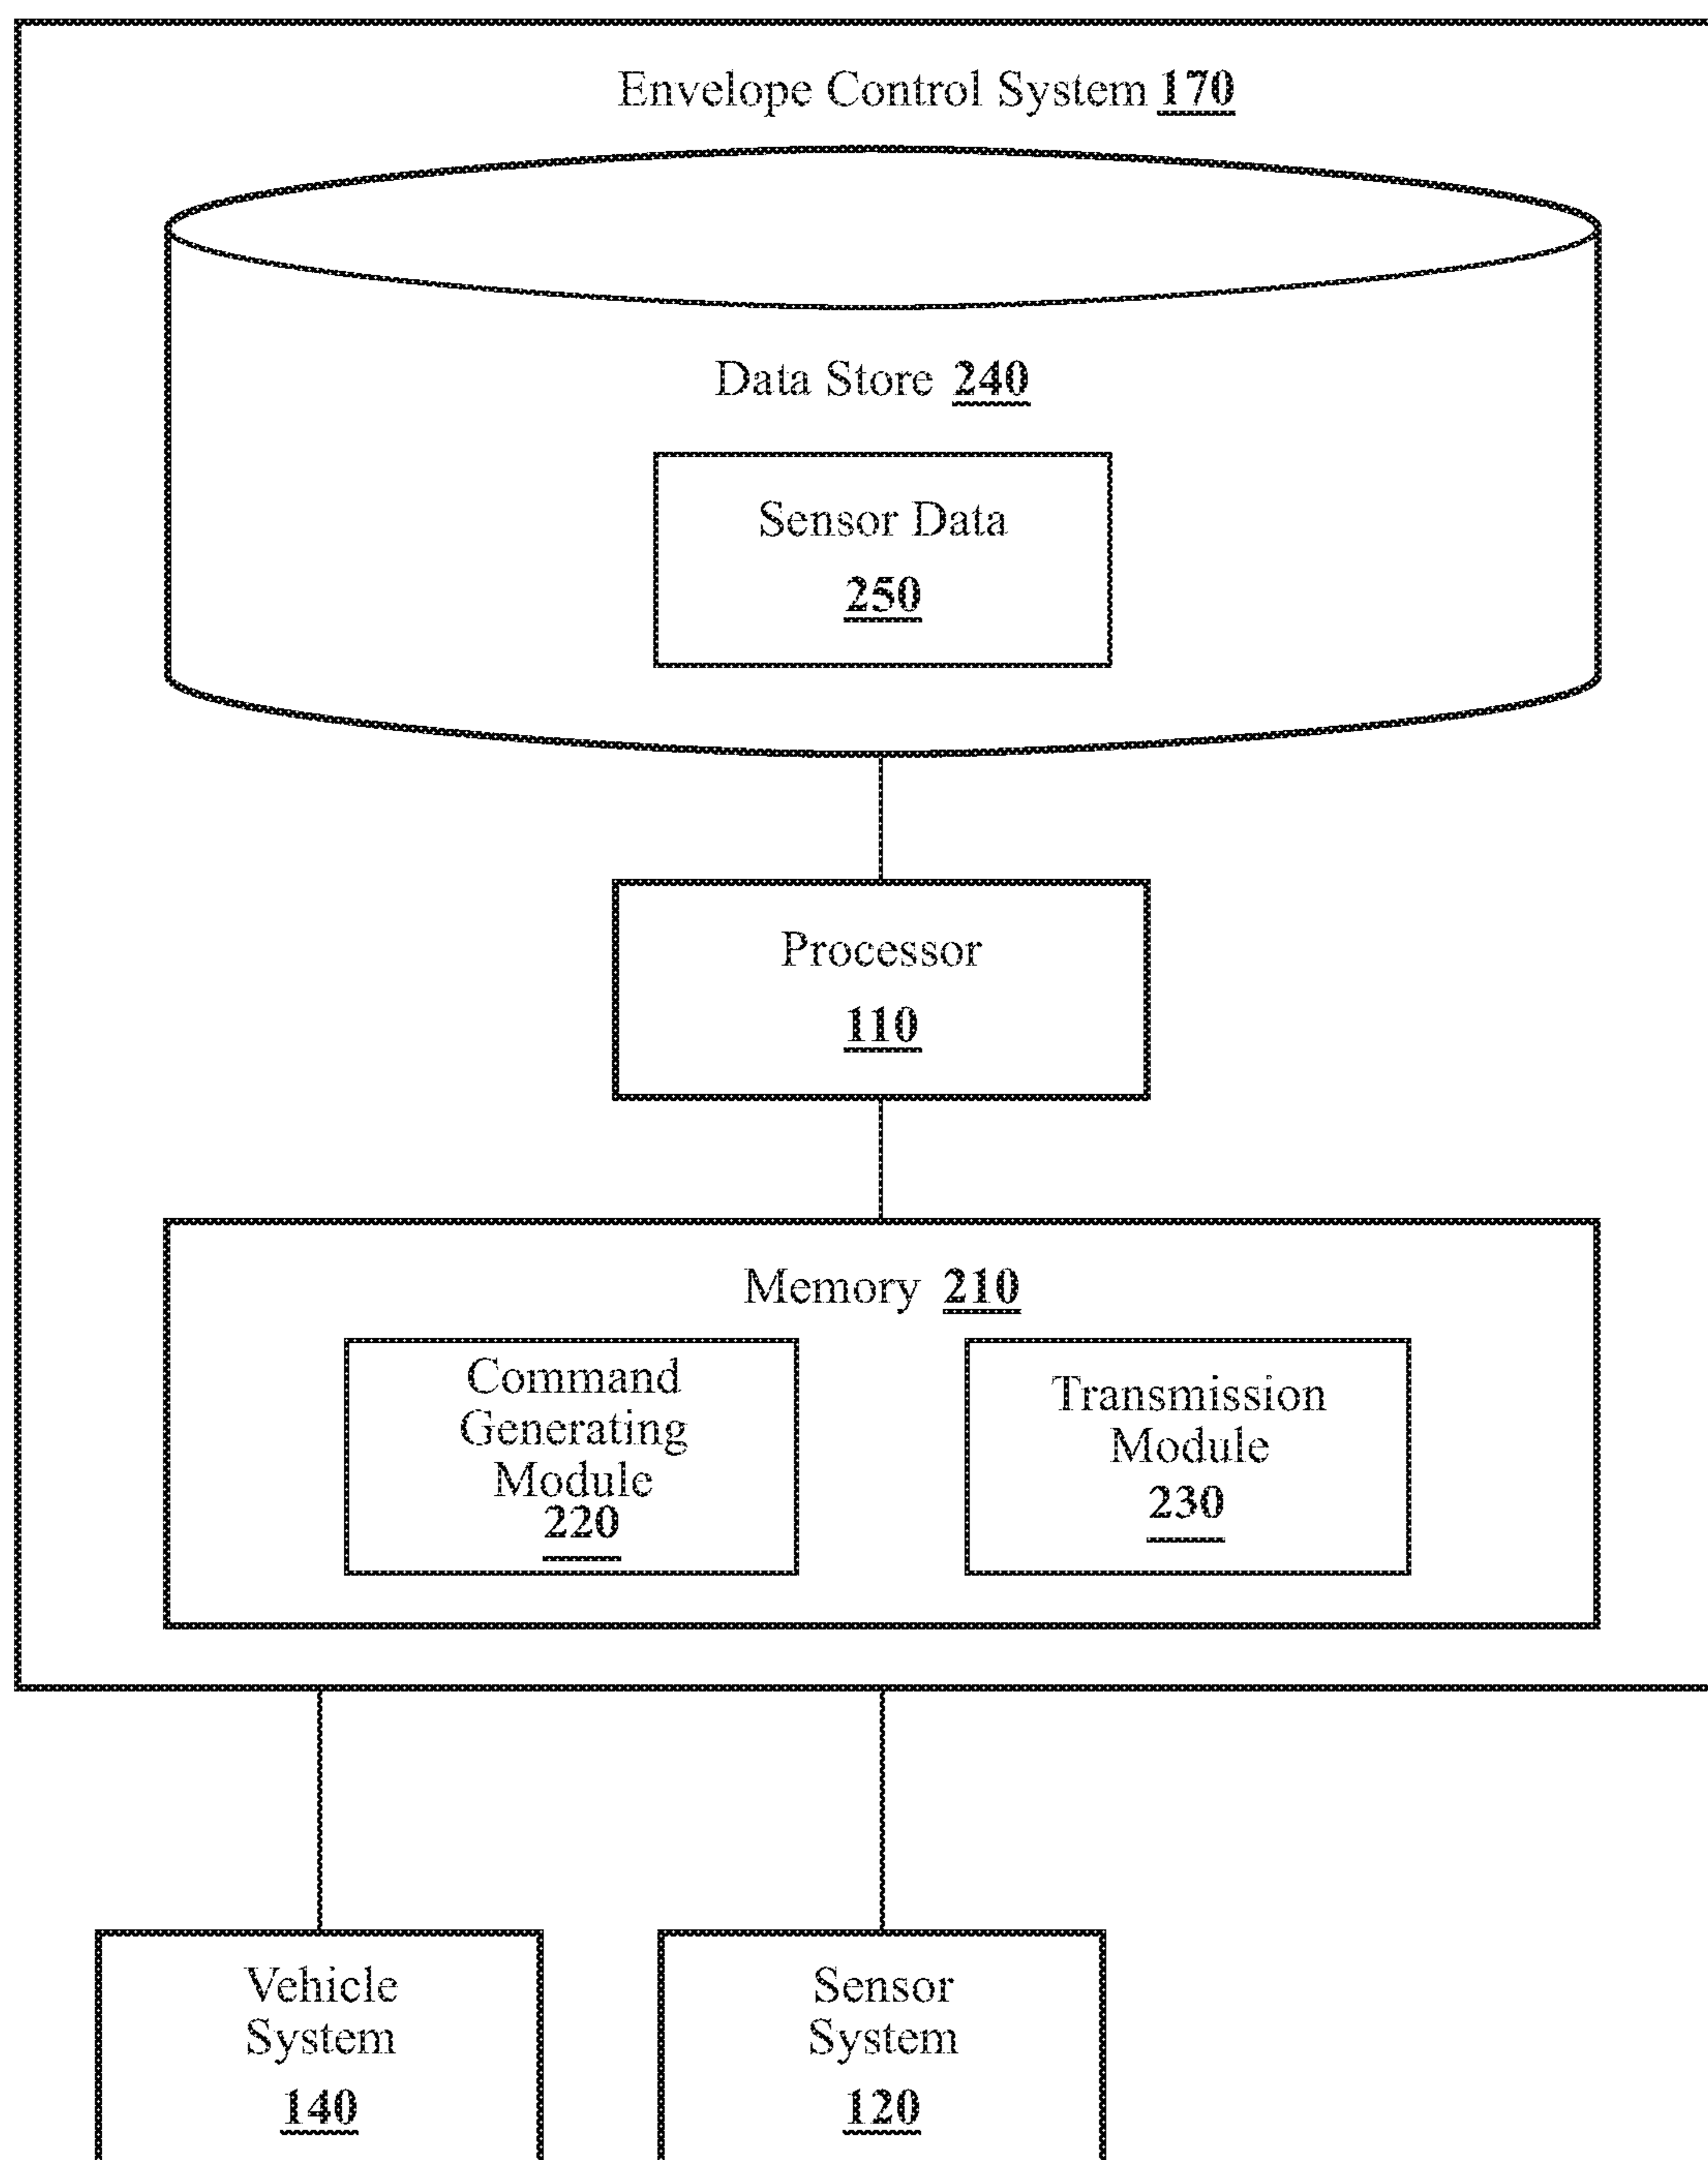 Envelope Control System 170
Data Store 240
Sensor Data
250
Processor
110
Memory 210
Command
Generating
Module
220
Transmission
Module
230
Vehicle
System
140
Sensor
System
120